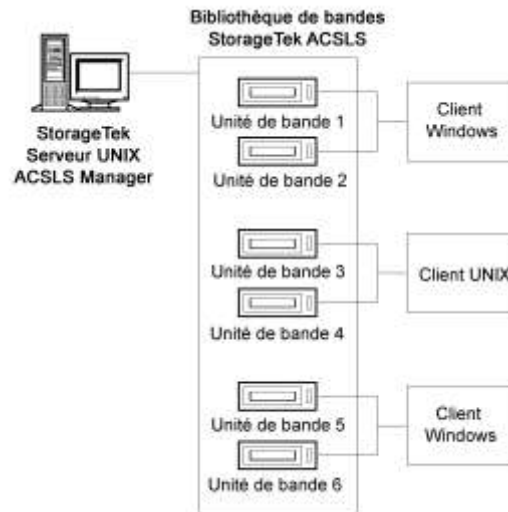 Bibliothèque de bandes
StorageTek ACSLS
StorageTek
Serveur UNIX
ACSLS Manager
Unité de bande 1
Unité de bande 2
Client
Windows
Unité de bande 3
Unité de bande 4
Client UNIX
Unité de bande 5
Unité de bande 6
Client
Windows